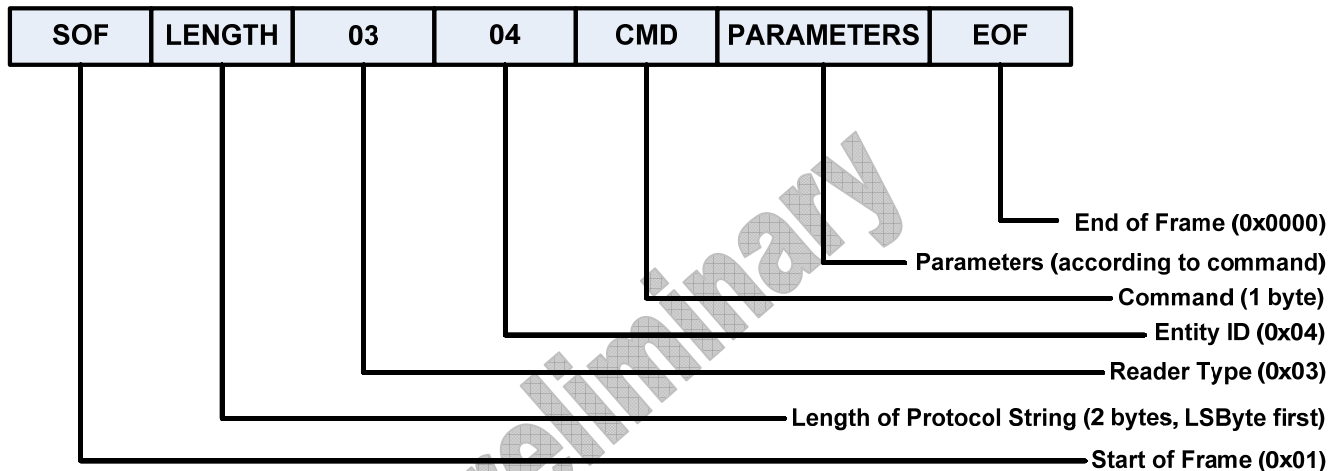 SOF LENGTH 03 04 CMD PARAMETERS EOF
End of Frame (0x0000)
Parameters (according to command)
Command (1 byte)
Entity ID (0x04)
Reader Type (0x03)
Length of Protocol String (2 bytes, LSByte first)
Start of Frame (0x01)
Preliminary